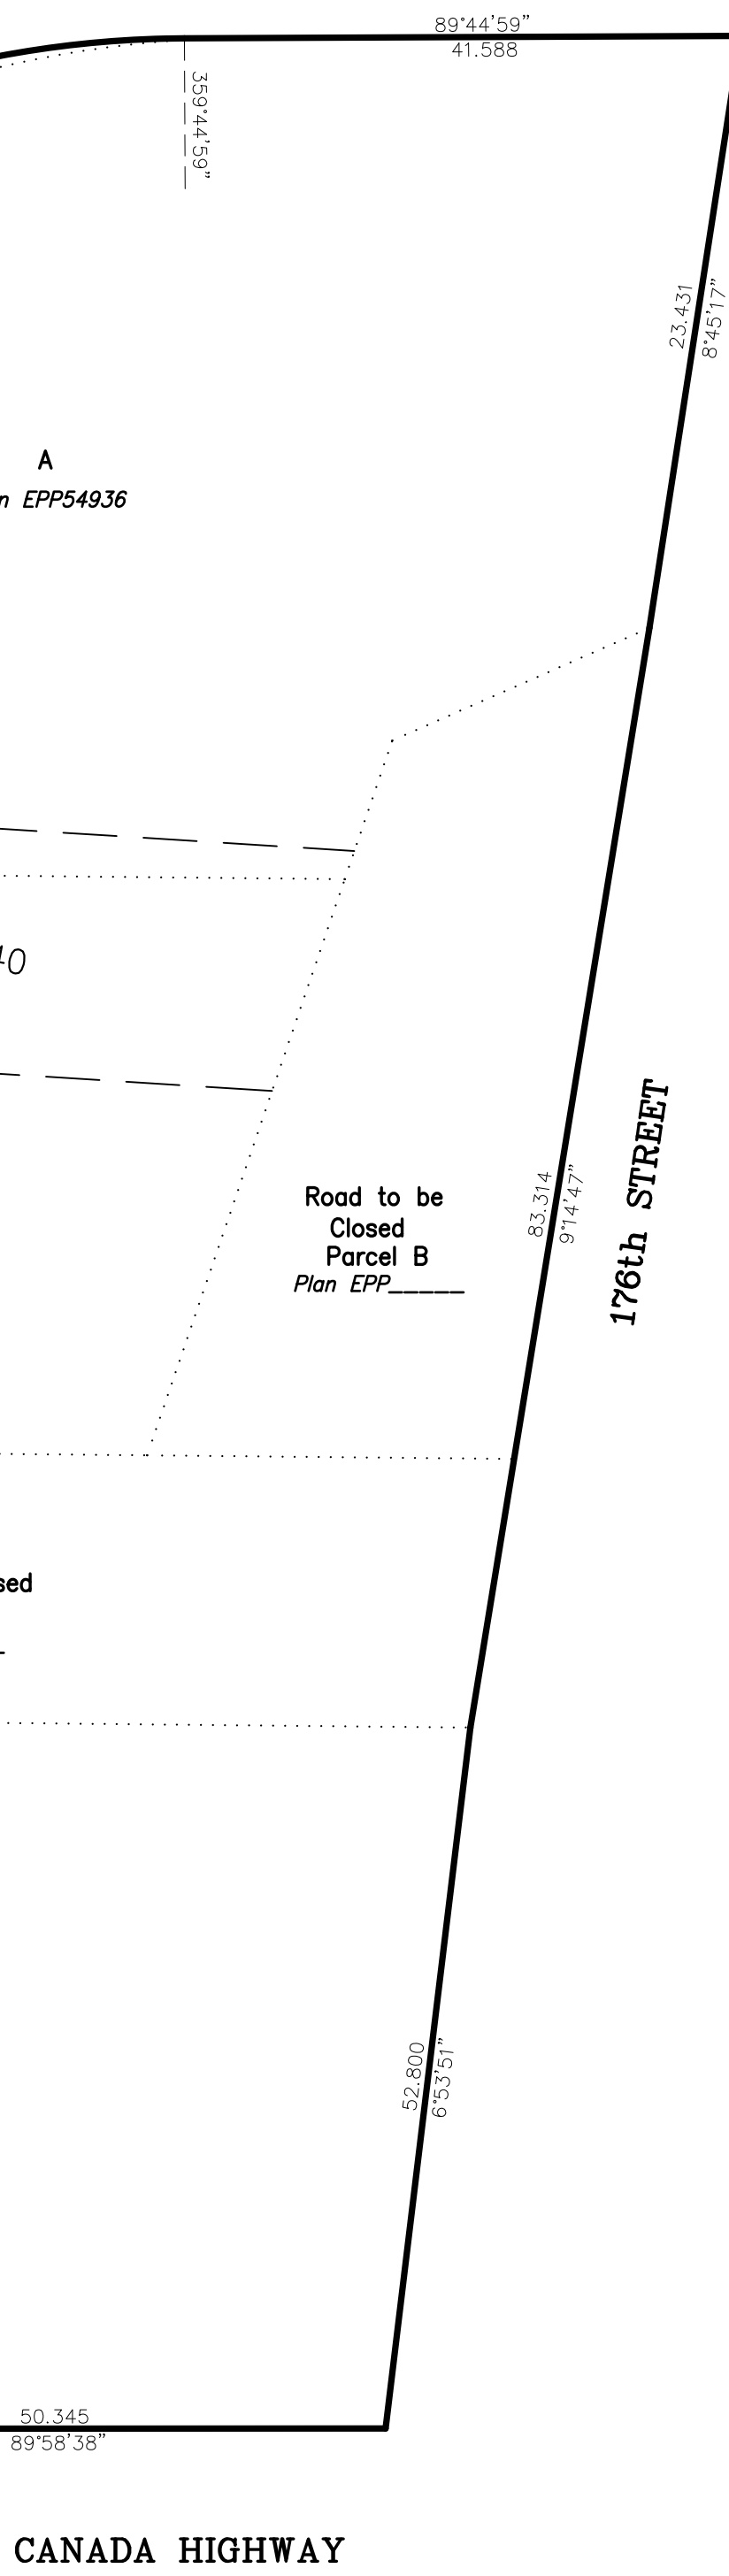 89°44'59"
41.588
359°44'59"
23.431
8°45'17"
A
n EPP54936
40
Road to be
Closed
Parcel B
Plan EPP_____
83.314
9°14'47"
176th STREET
sed
52.800
6°53'51"
50.345
89°58'38"
CANADA HIGHWAY